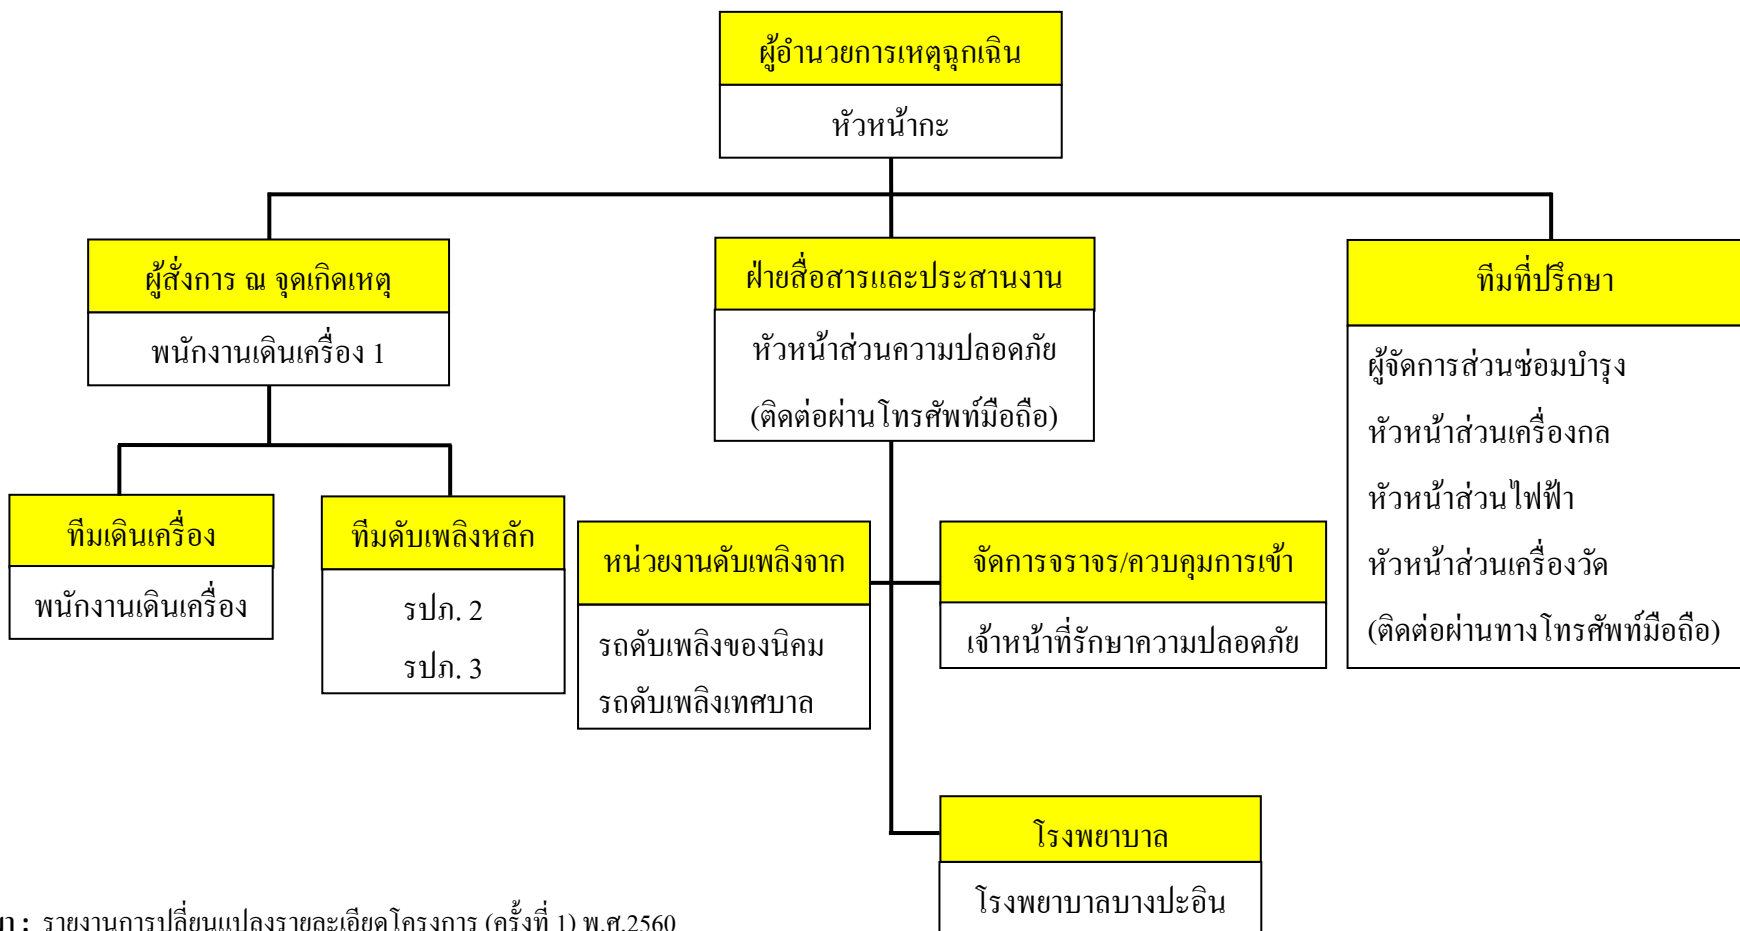 ผู้อำนวยการเหตุฉุกเฉิน
หัวหน้ากะ
ผู้สั่งการ ณ จุดเกิดเหตุ
พนักงานเดินเครื่อง 1
ฝ่ายสื่อสารและประสานงาน
หัวหน้าส่วนความปลอดภัย
(ติดต่อผ่านโทรศัพท์มือถือ)
ทีมที่ปรึกษา
ผู้จัดการส่วนซ่อมบำรุง
หัวหน้าส่วนเครื่องกล
หัวหน้าส่วนไฟฟ้า
หัวหน้าส่วนเครื่องวัด
(ติดต่อผ่านทางโทรศัพท์มือถือ)
ทีมเดินเครื่อง
พนักงานเดินเครื่อง
ทีมดับเพลิงหลัก
รปภ. 2
รปภ. 3
หน่วยงานดับเพลิงจาก
รถดับเพลิงของนิคม
รถดับเพลิงเทศบาล
จัดการจราจร/ควบคุมการเข้า
เจ้าหน้าที่รักษาความปลอดภัย
โรงพยาบาล
โรงพยาบาลบางปะอิน
: รายงานการเปลี่ยนแปลงรายละเอียดโครงการ (ครั้งที่ 1) พ.ศ.2560